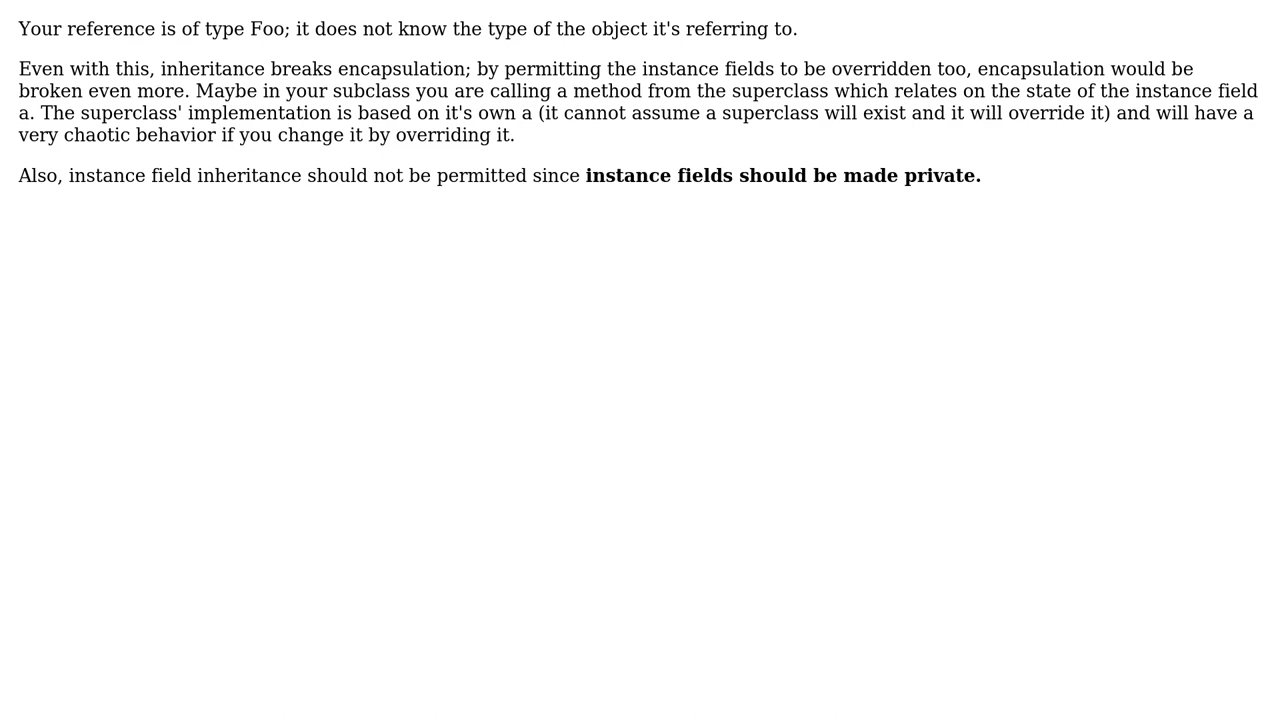 Your reference is of type Foo; it does not know the type of the object it's referring to.
Even with this, inheritance breaks encapsulation; by permitting the instance fields to be overridden too, encapsulation would be
broken even more. Maybe in your subclass you are calling a method from the superclass which relates on the state of the instance field
a. The superclass' implementation is based on it's own a (it cannot assume a superclass will exist and it will override it) and will have a
very chaotic behavior if you change it by overriding it.
Also, instance field inheritance should not be permitted since instance fields should be made private.